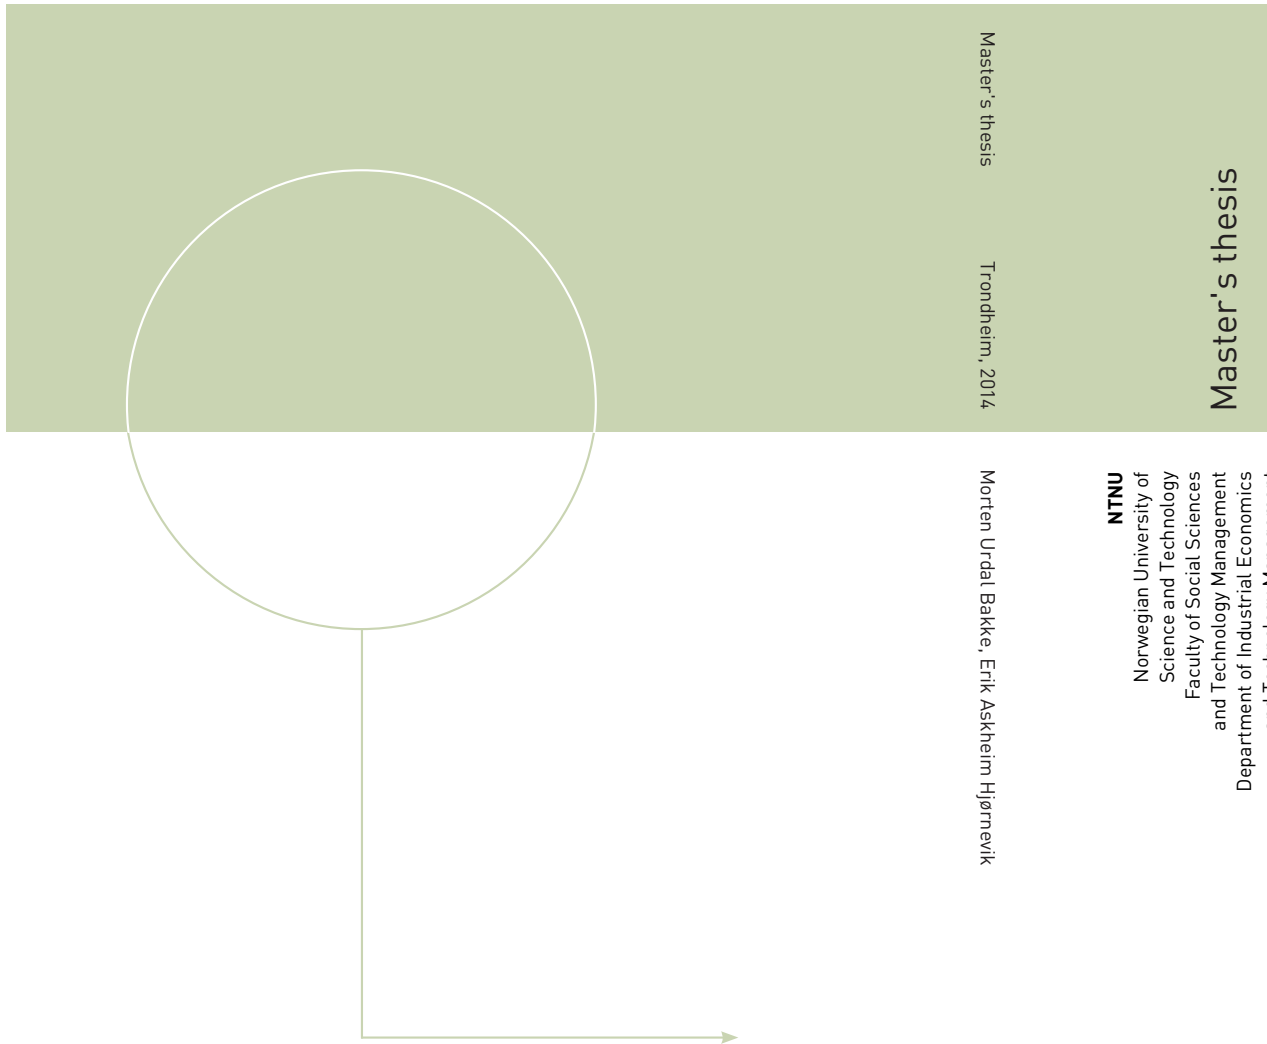 Master's thesis
Trondheim, 2014
Morten Urdal Bakke, Erik Askheim Hjørnevik
Master's thesis
NTNU
Norwegian University of
Science and Technology
Faculty of Social Sciences
and Technology Management
Department of Industrial Economics